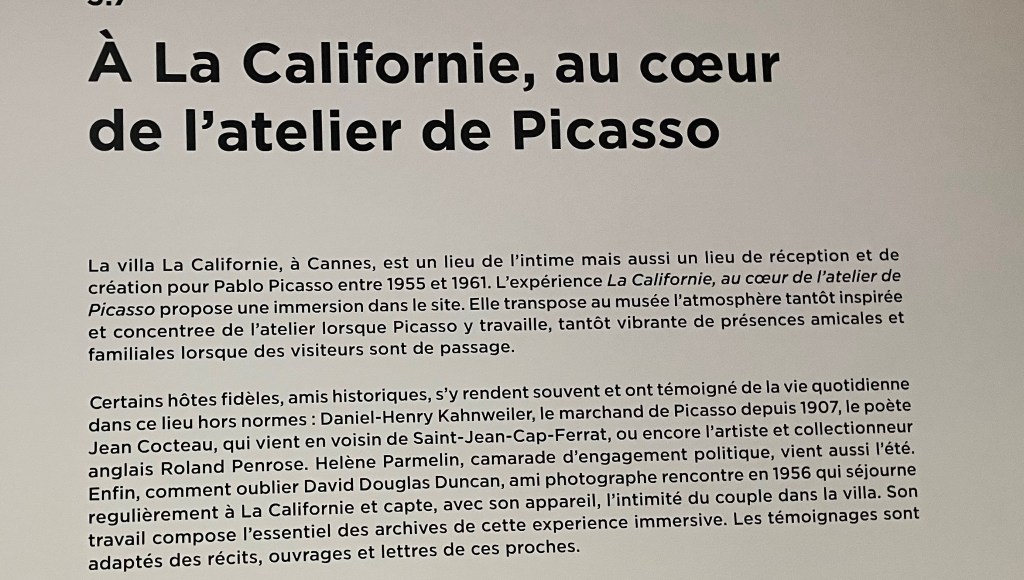 À La Californie, au cœur
de l'atelier de Picasso
La villa La Californie, à Cannes, est un lieu de l'intime mais aussi un lieu de réception et de
création pour Pablo Picasso entre 1955 et 1961. L'expérience La Californie, au cœur de l'atelier de
Picasso propose une immersion dans le site. Elle transpose au musée l'atmosphère tantôt inspirée
et concentree de l'atelier lorsque Picasso y travaille, tantôt vibrante de présences amicales et
familiales lorsque des visiteurs sont de passage.
Certains hôtes fidèles, amis historiques, s'y rendent souvent et ont témoigné de la vie quotidienne
dans ce lieu hors normes : Daniel-Henry Kahnweiler, le marchand de Picasso depuis 1907, le poète
Jean Cocteau, qui vient en voisin de Saint-Jean-Cap-Ferrat, ou encore l'artiste et collectionneur
anglais Roland Penrose. Helène Parmelin, camarade d'engagement politique, vient aussi l'été.
Enfin, comment oublier David Douglas Duncan, ami photographe rencontre en 1956 qui séjourne
regulièrement à La Californie et capte, avec son appareil, l'intimité du couple dans la villa. Son
travail compose l'essentiel des archives de cette experience immersive. Les témoignages sont
adaptés des récits, ouvrages et lettres de ces proches.